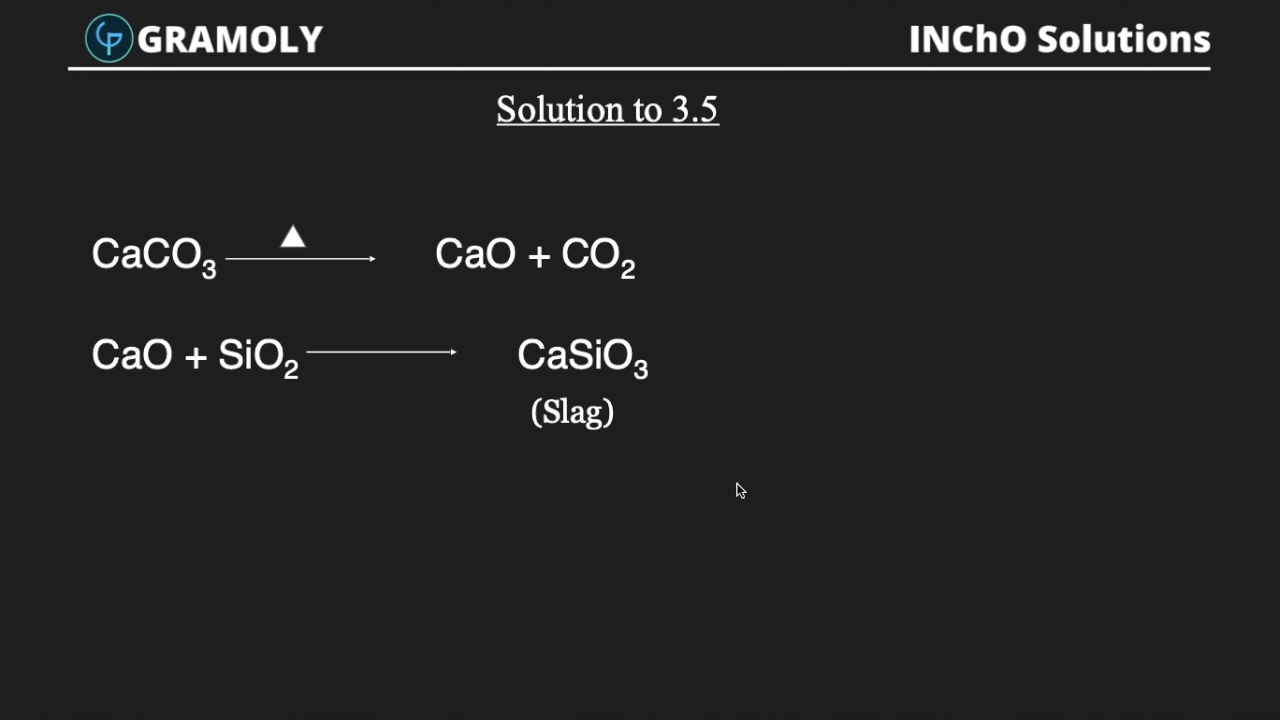 GRAMOLY
INChO Solutions
Solution to 3.5
CaCO₃ ⟶ CaO + CO₂
CaO + SiO₂ ⟶ CaSiO₃
(Slag)